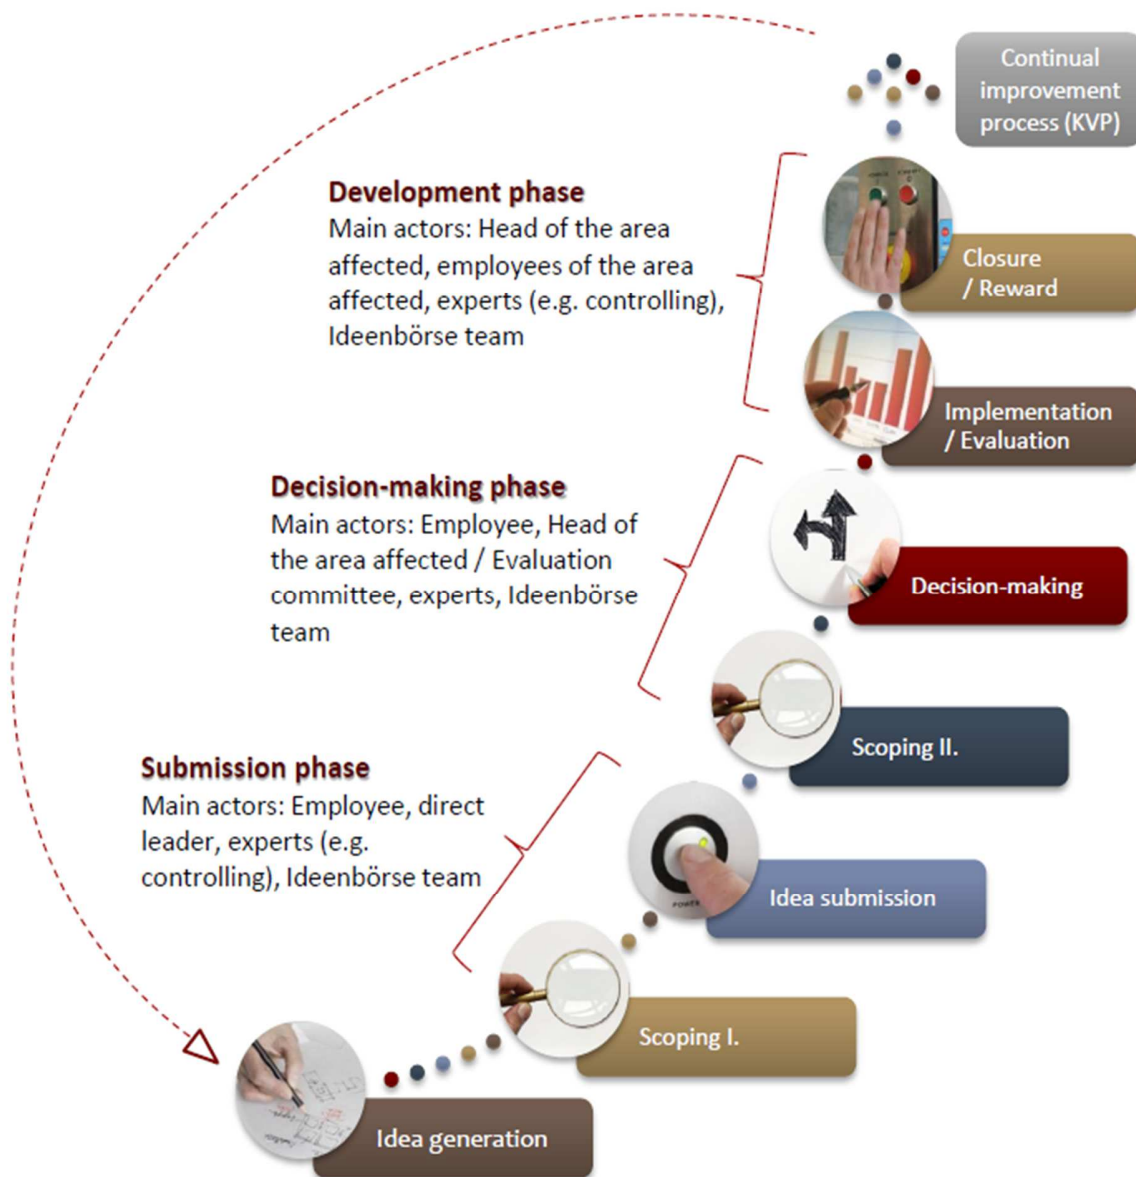 Continual
improvement
process (KVP)
Development phase
Main actors: Head of the area
affected, employees of the area
affected, experts (e.g. controlling),
Ideenbörse team
Closure
/ Reward
Implementation
/ Evaluation
Decision-making phase
Main actors: Employee, Head of
the area affected / Evaluation
committee, experts, Ideenbörse
team
Decision-making
Scoping II.
Submission phase
Main actors: Employee, direct
leader, experts (e.g.
controlling), Ideenbörse team
Idea submission
POWER
Scoping I.
Idea generation